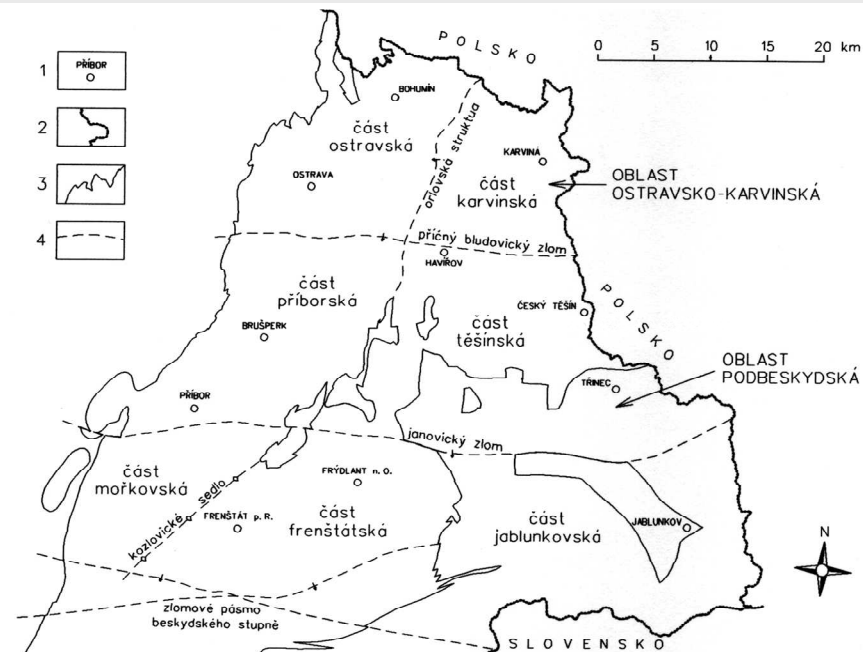 1
PŘÍBOR
2
3
4
POLSKO
0 5 10 15 20 km
BOHUMÍN
část
ostravská
OSTRAVA
orlovská struktua
KARVINA
část
karvinská
OBLAST
OSTRAVSKO-KARVINSKÁ
příčný bludovický zlom
HAVÍŘOV
část
příborská
BRUŠPERK
ČESKÝ TĚŠÍN
POLSKO
část
těšínská
OBLAST
PODBESKYDSKÁ
TŘINEC
PŘÍBOR
janovický zlom
část
mořkovská
kozlovické sedlo
FRÝDLANT n. O.
FRENŠTÁT p. R.
část
frenštátská
část
jablunkovská
JABLUNKOV
N
zlomové pásmo
beskydského stupně
SLOVENSKO